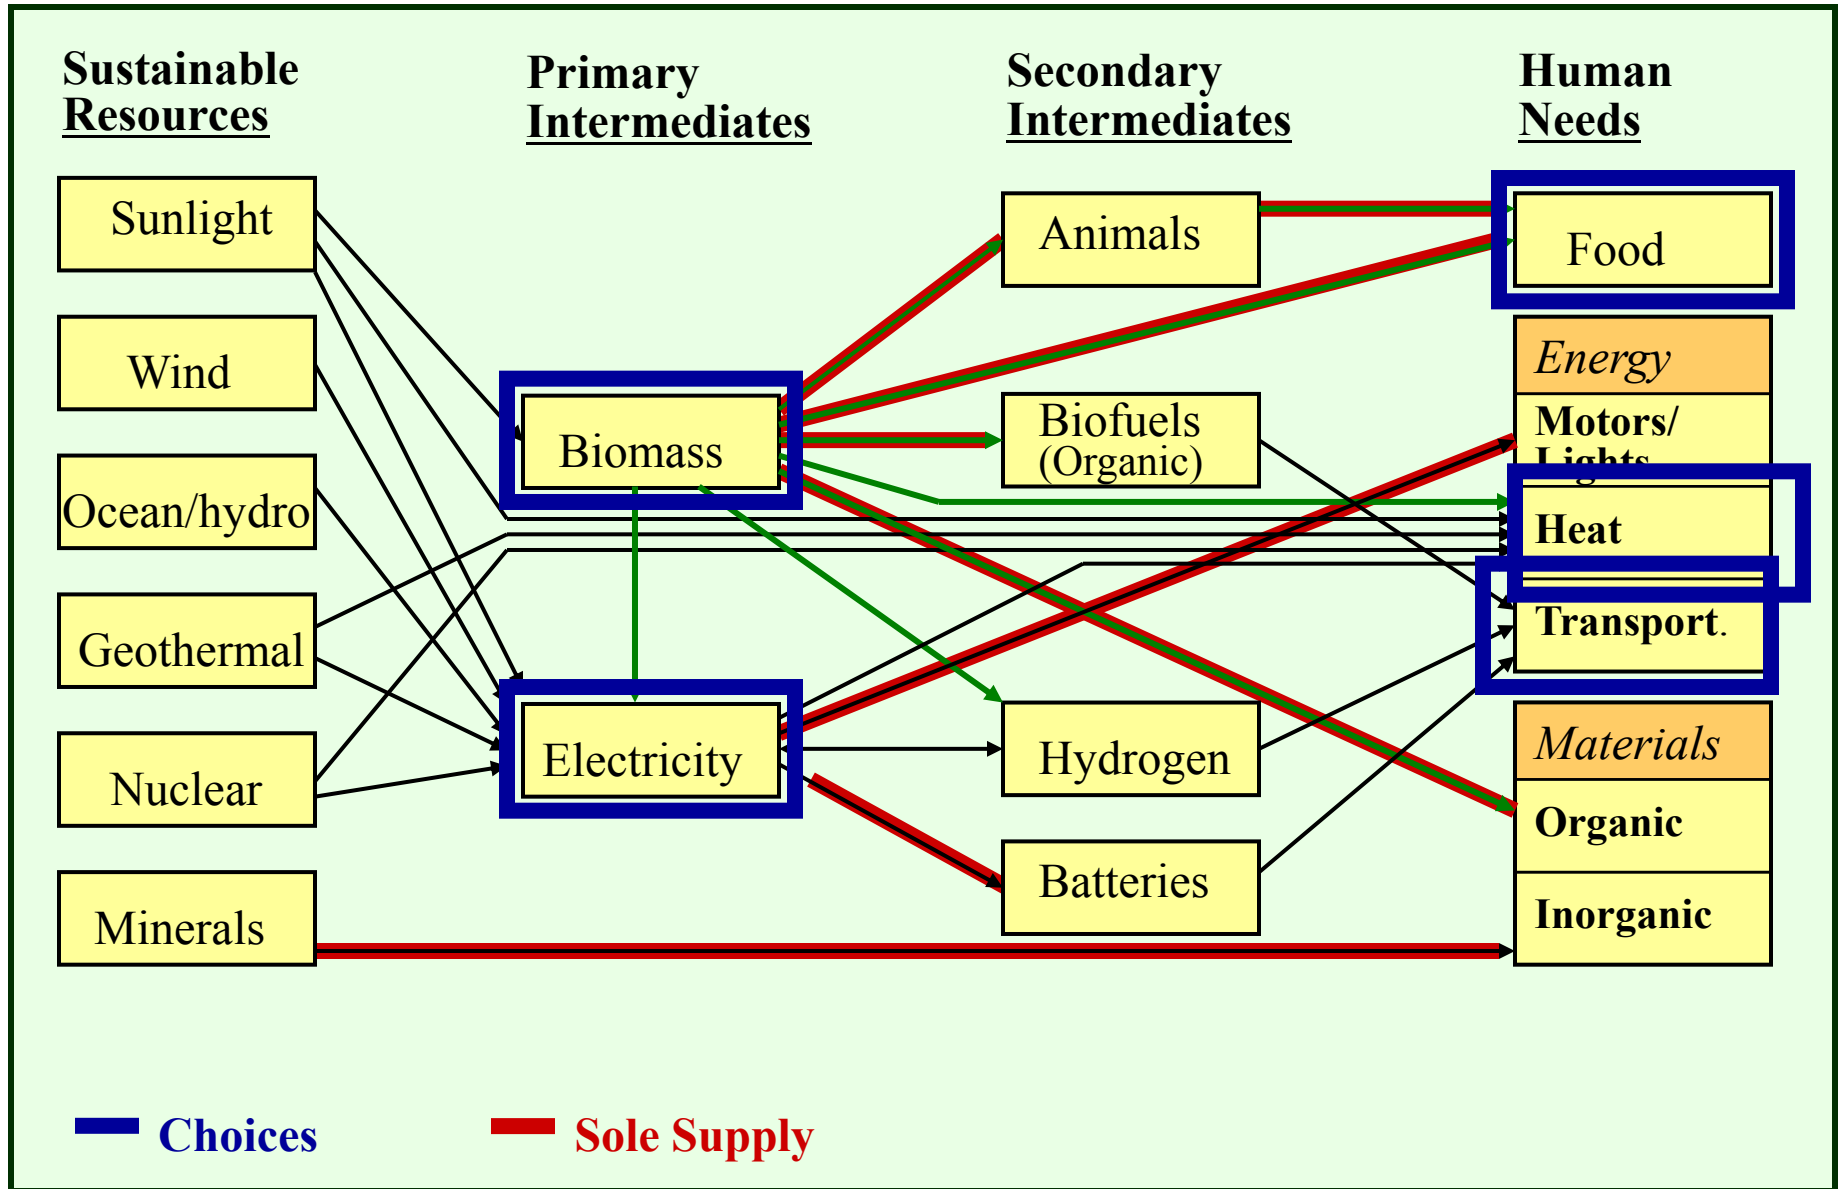 Sustainable
Resources
Primary
Intermediates
Secondary
Intermediates
Human
Needs
Sunlight
Wind
Ocean/hydro
Geothermal
Nuclear
Minerals
Biomass
Electricity
Animals
Biofuels
(Organic)
Hydrogen
Batteries
Food
Energy
Motors/
Lights
Heat
Transport.
Materials
Organic
Inorganic
Choices
Sole Supply